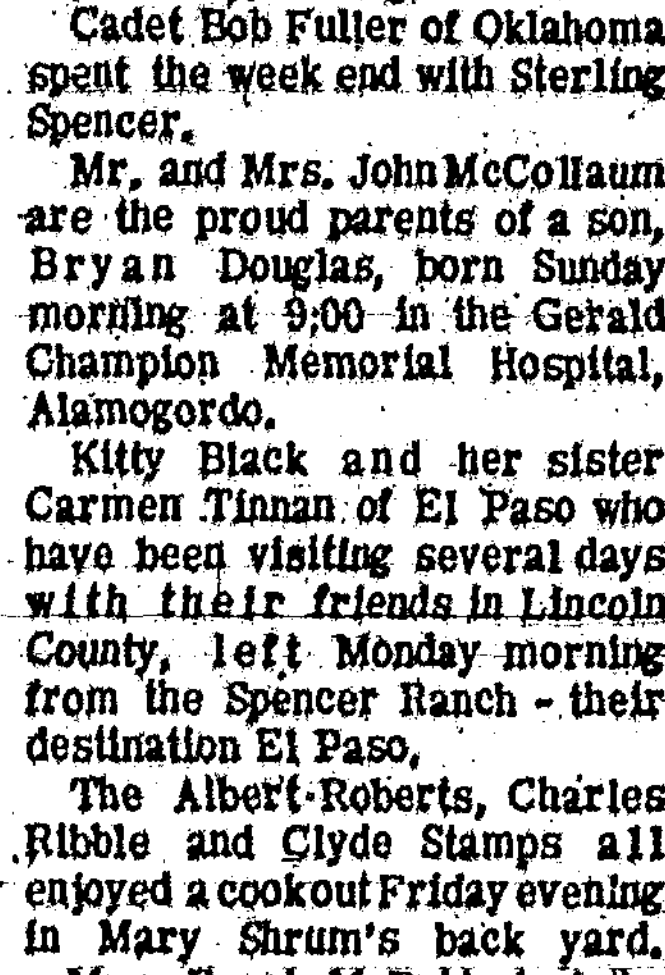 Cadet Bob Fuller of Oklahoma
spent the week end with Sterling
Spencer.
Mr. and Mrs. John McCollaum
are the proud parents of a son,
Bryan Douglas, born Sunday
morning at 9:00 in the Gerald
Champion Memorial Hospital,
Alamogordo.
Kitty Black and her sister
Carmen Tinnan of El Paso who
have been visiting several days
with their friends in Lincoln
County, left Monday morning
from the Spencer Ranch - their
destination El Paso.
The Albert Roberts, Charles
Ribble and Clyde Stamps all
enjoyed a cookout Friday evening
in Mary Shrum's back yard.